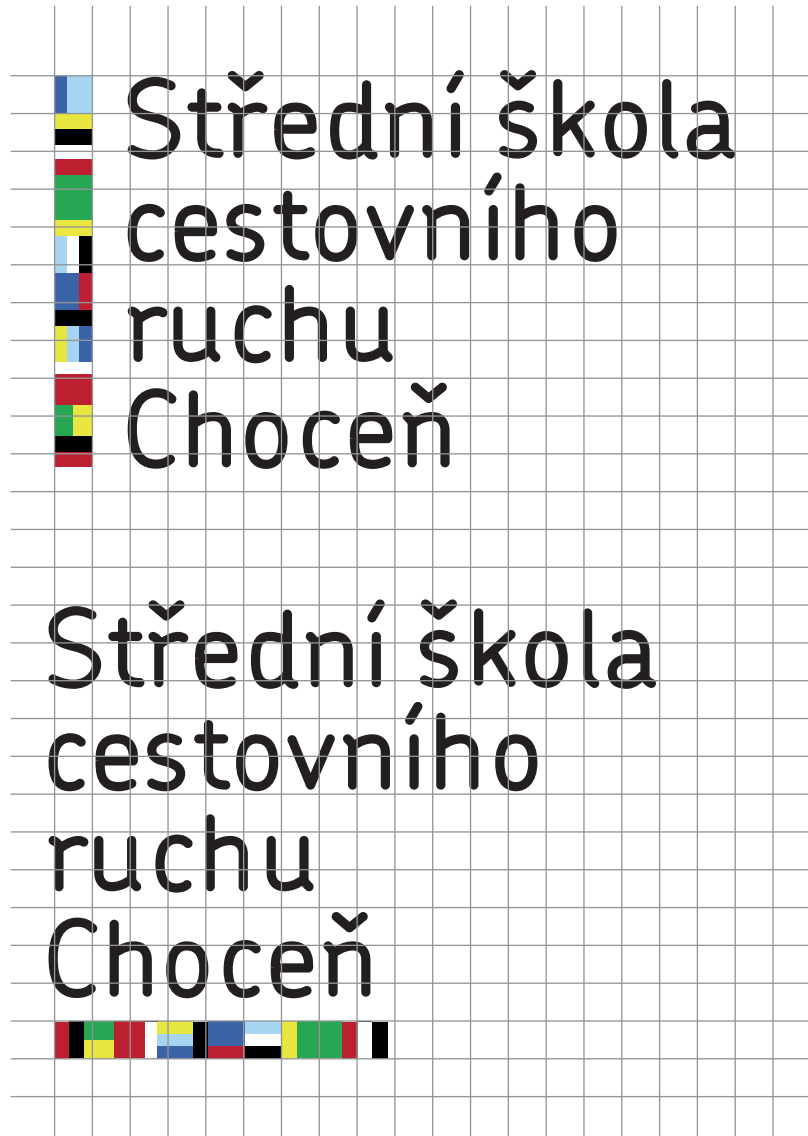 Střední škola
cestovního
ruchu
Choceň
Střední škola
cestovního
ruchu
Choceň